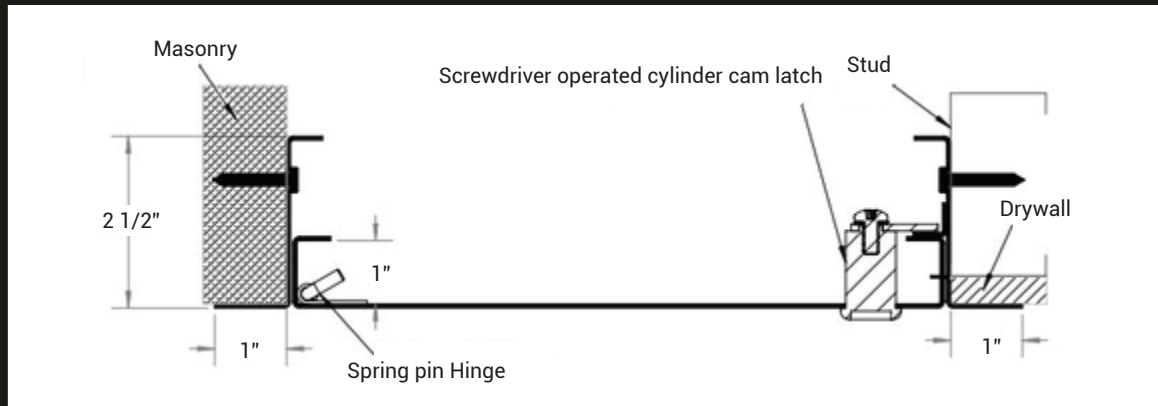 Masonry
Screwdriver operated cylinder cam latch
Stud
2 1/2"
1"
Drywall
1"
Spring pin Hinge
1"